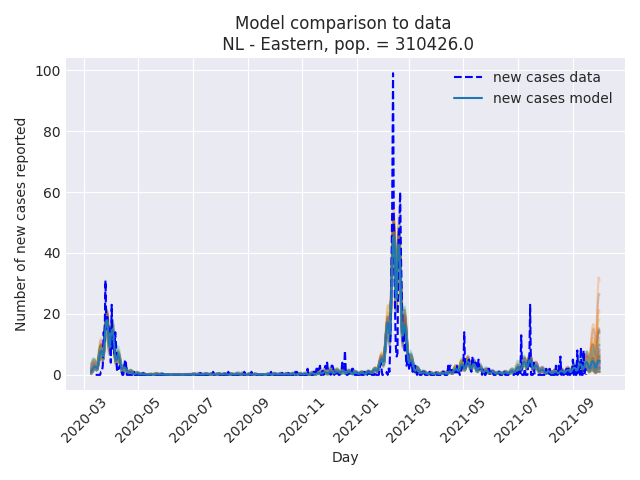 Model comparison to data
NL - Eastern, pop. = 310426.0
Number of new cases reported
100
80
60
40
20
0
new cases data
new cases model
2020-03
2020-05
2020-07
2020-09
2020-11
2021-01
2021-03
2021-05
2021-07
2021-09
Day